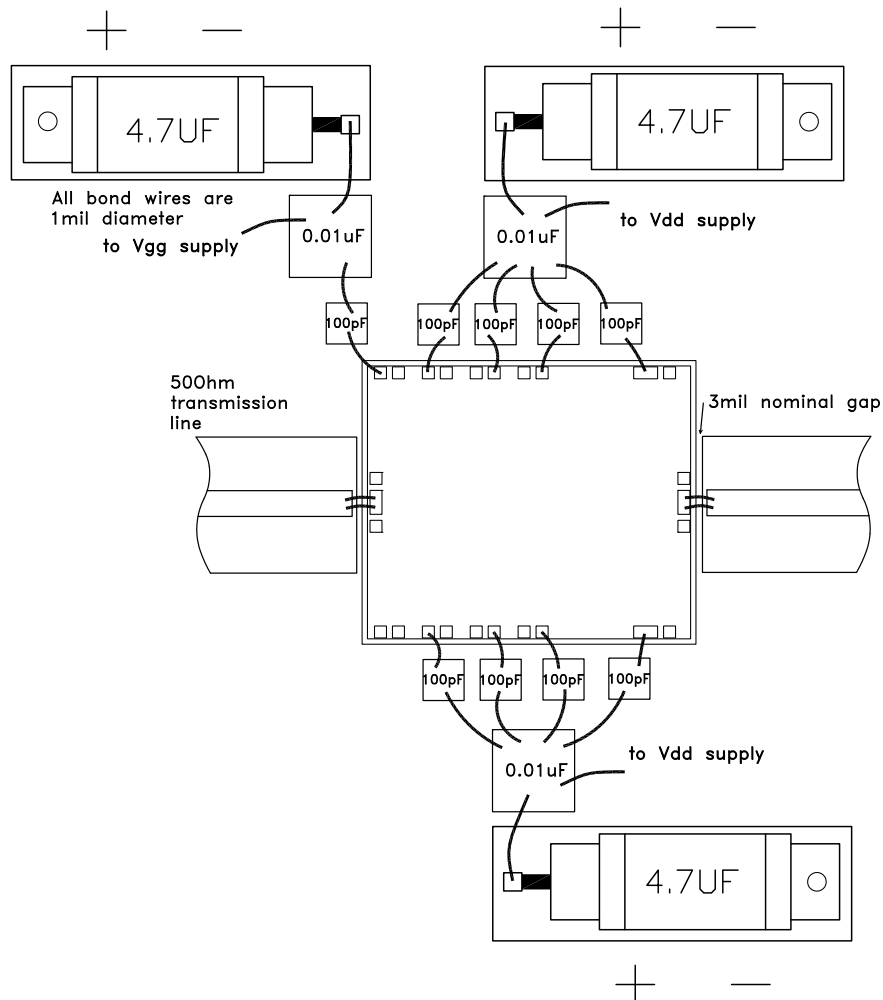 + −
+ −
4.7UF
4.7UF
All bond wires are
1mil diameter
to Vgg supply
0.01uF
0.01uF
to Vdd supply
100pF
100pF
100pF
100pF
100pF
500hm
transmission
line
3mil nominal gap
100pF
100pF
100pF
100pF
0.01uF
to Vdd supply
4.7UF
+ −